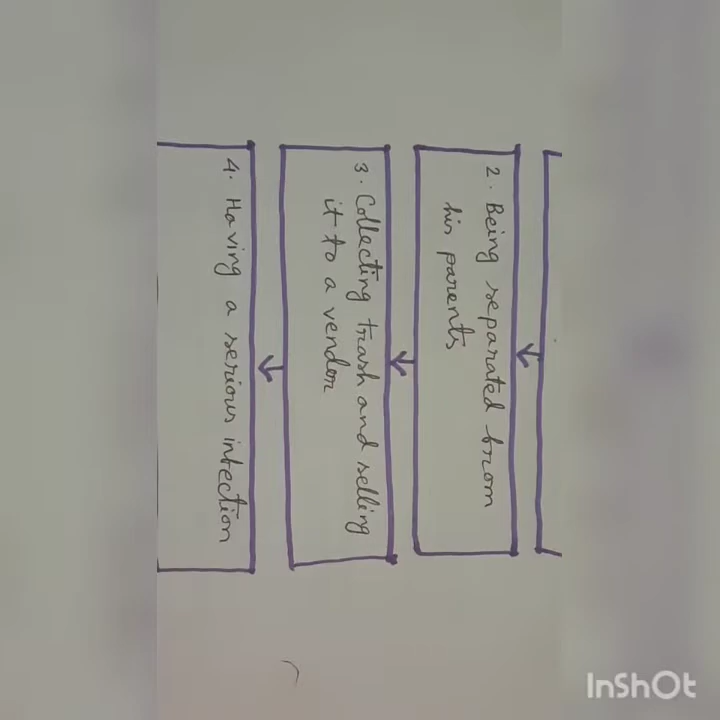 2. Being separated from
his parents
3. Collecting trash and selling
it to a vendor
4. Having a serious infection
InShOt